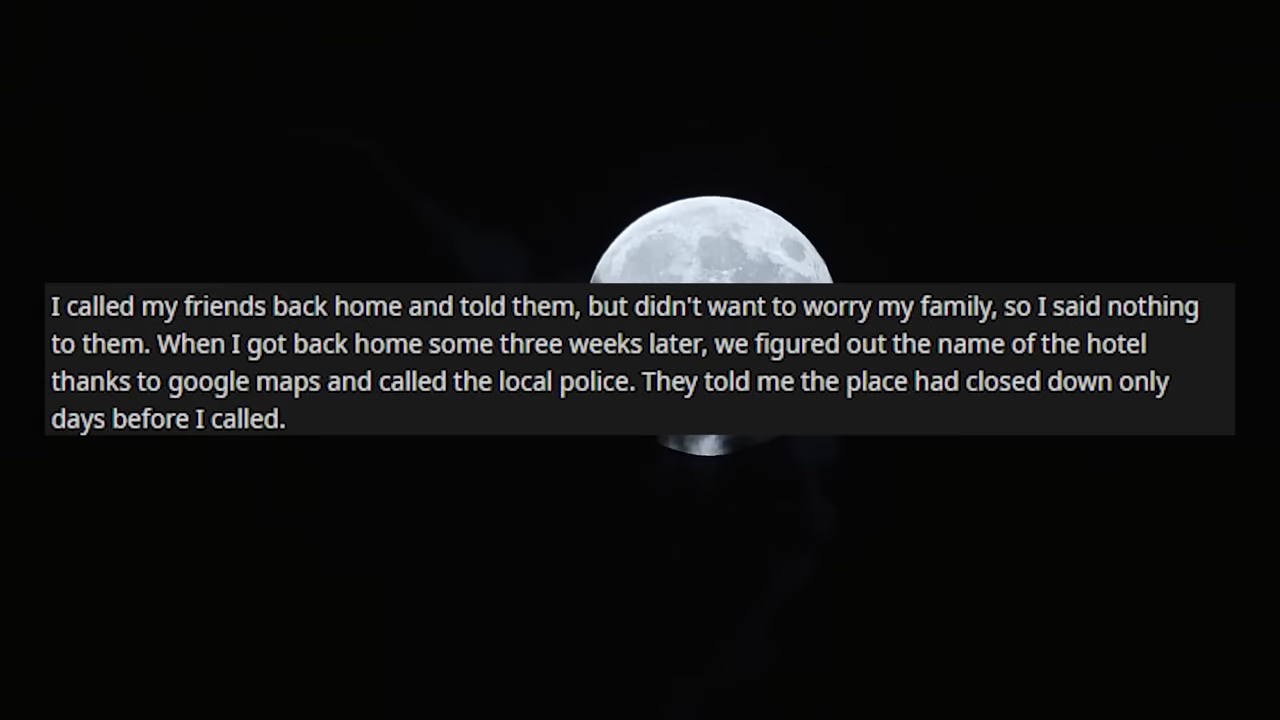 I called my friends back home and told them, but didn't want to worry my family, so I said nothing
to them. When I got back home some three weeks later, we figured out the name of the hotel
thanks to google maps and called the local police. They told me the place had closed down only
days before I called.